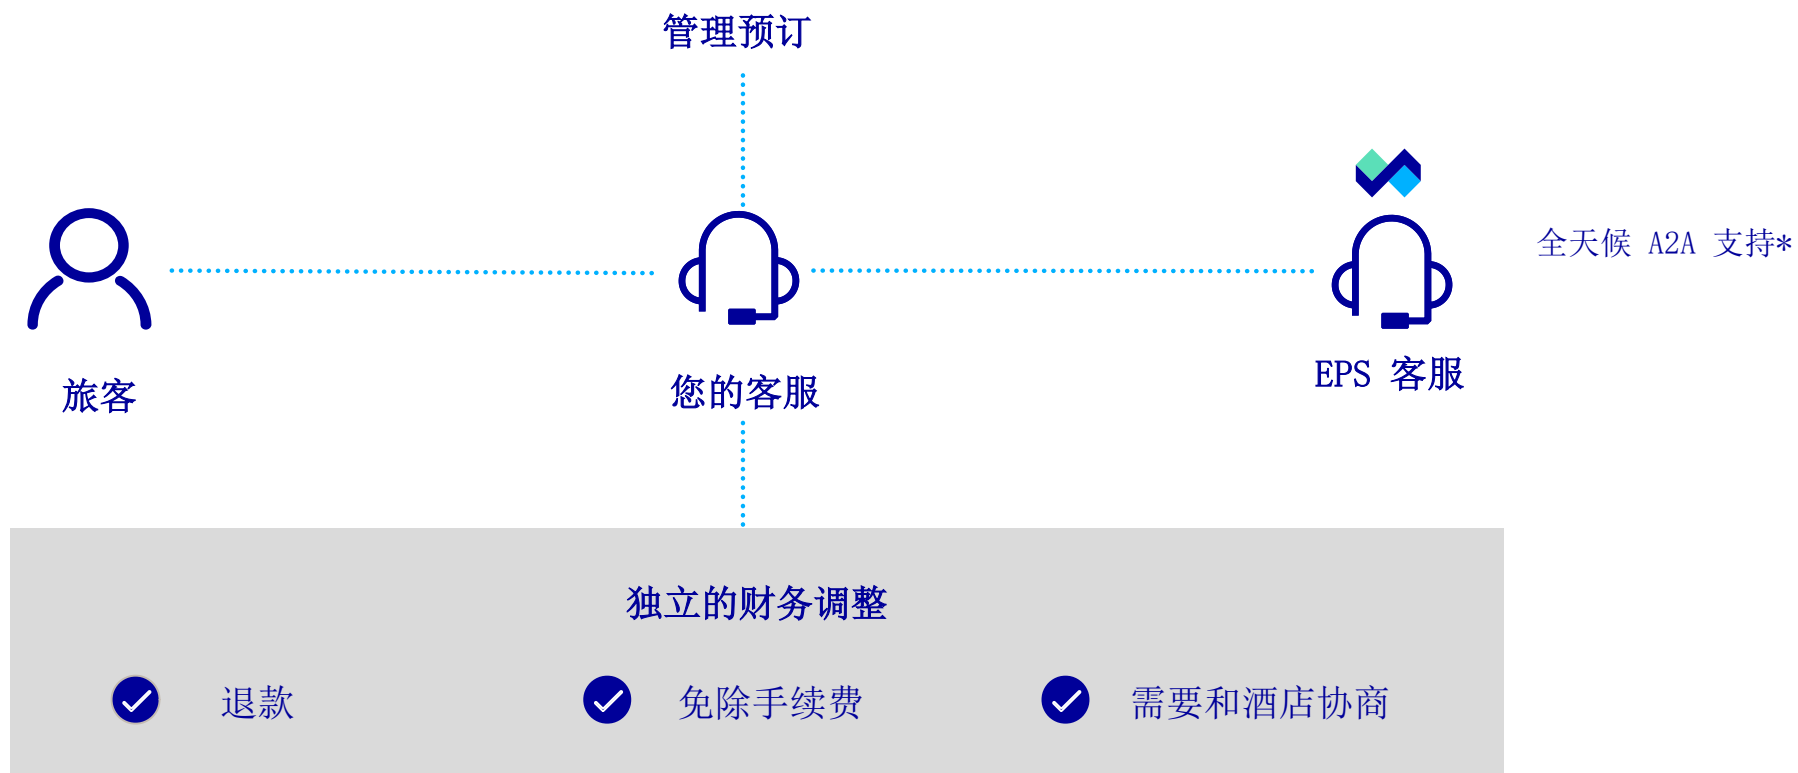 管理预订
全天候 A2A 支持*
旅客
您的客服
EPS 客服
独立的财务调整
退款
免除手续费
需要和酒店协商